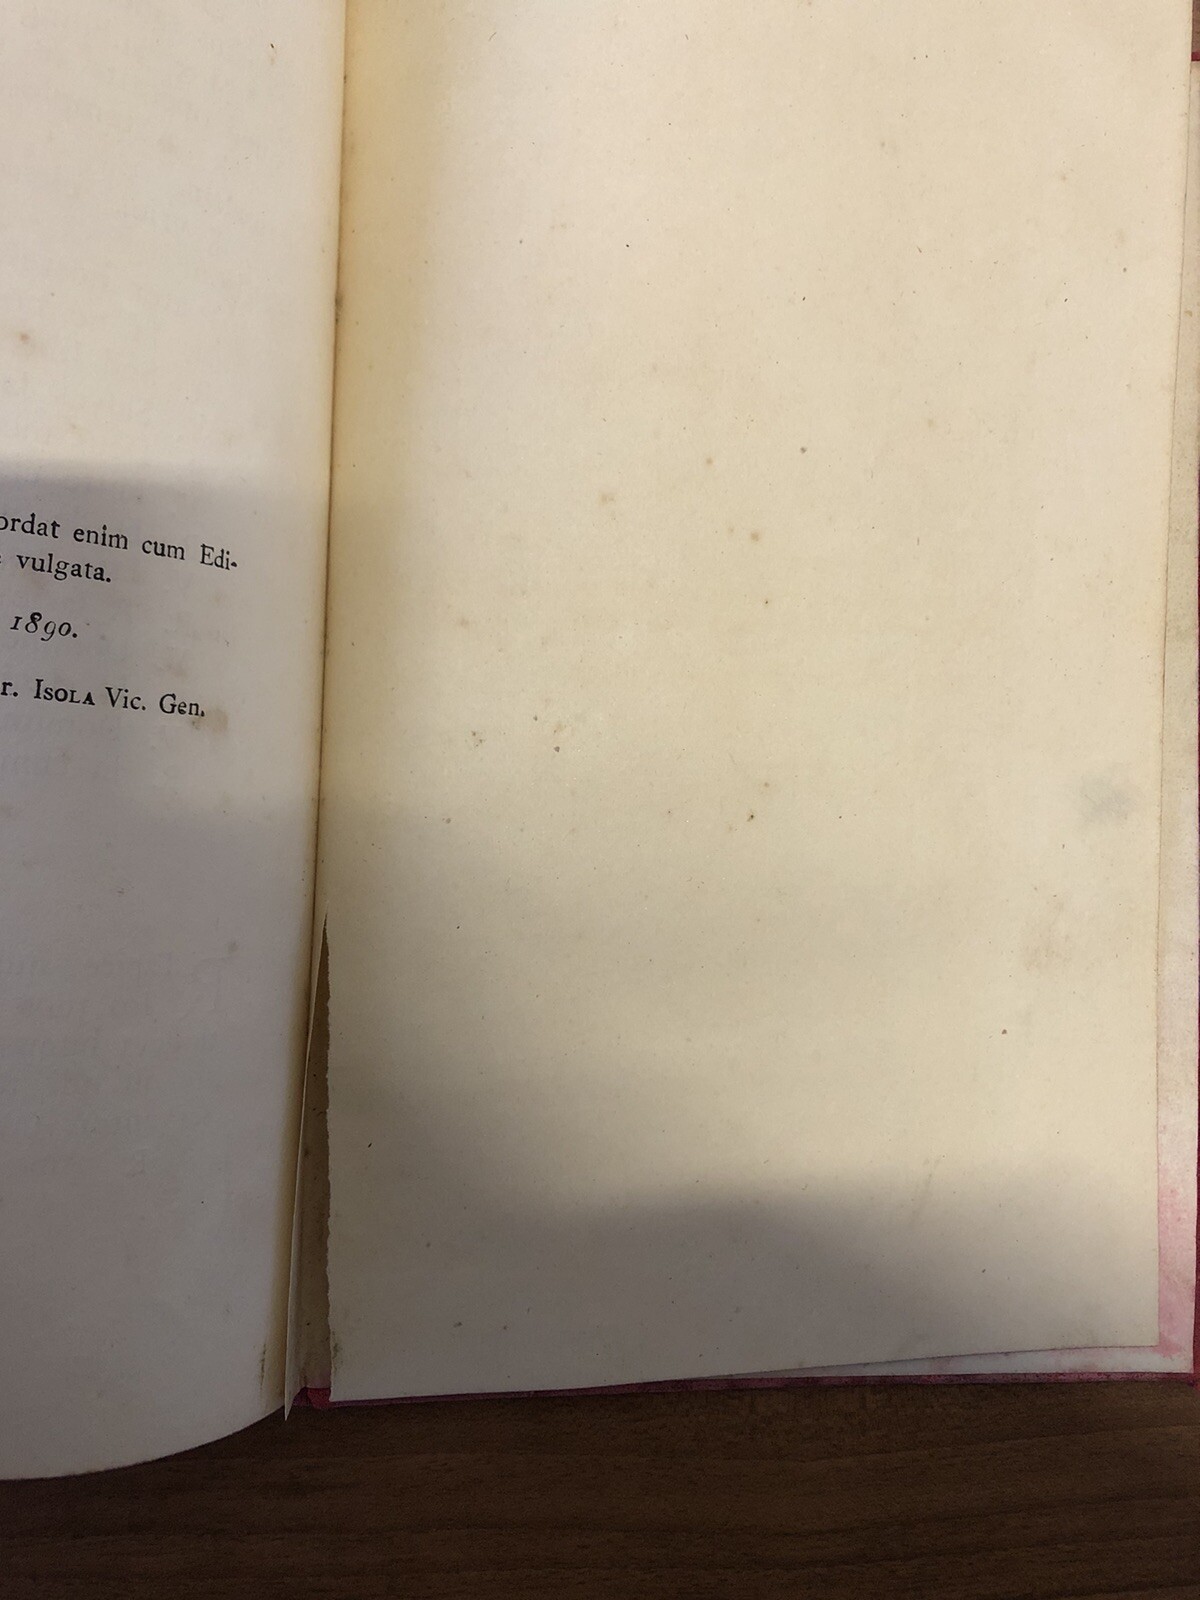 ordat enim cum Edi-
vulgata.
1890.
r. Isola Vic. Gen.